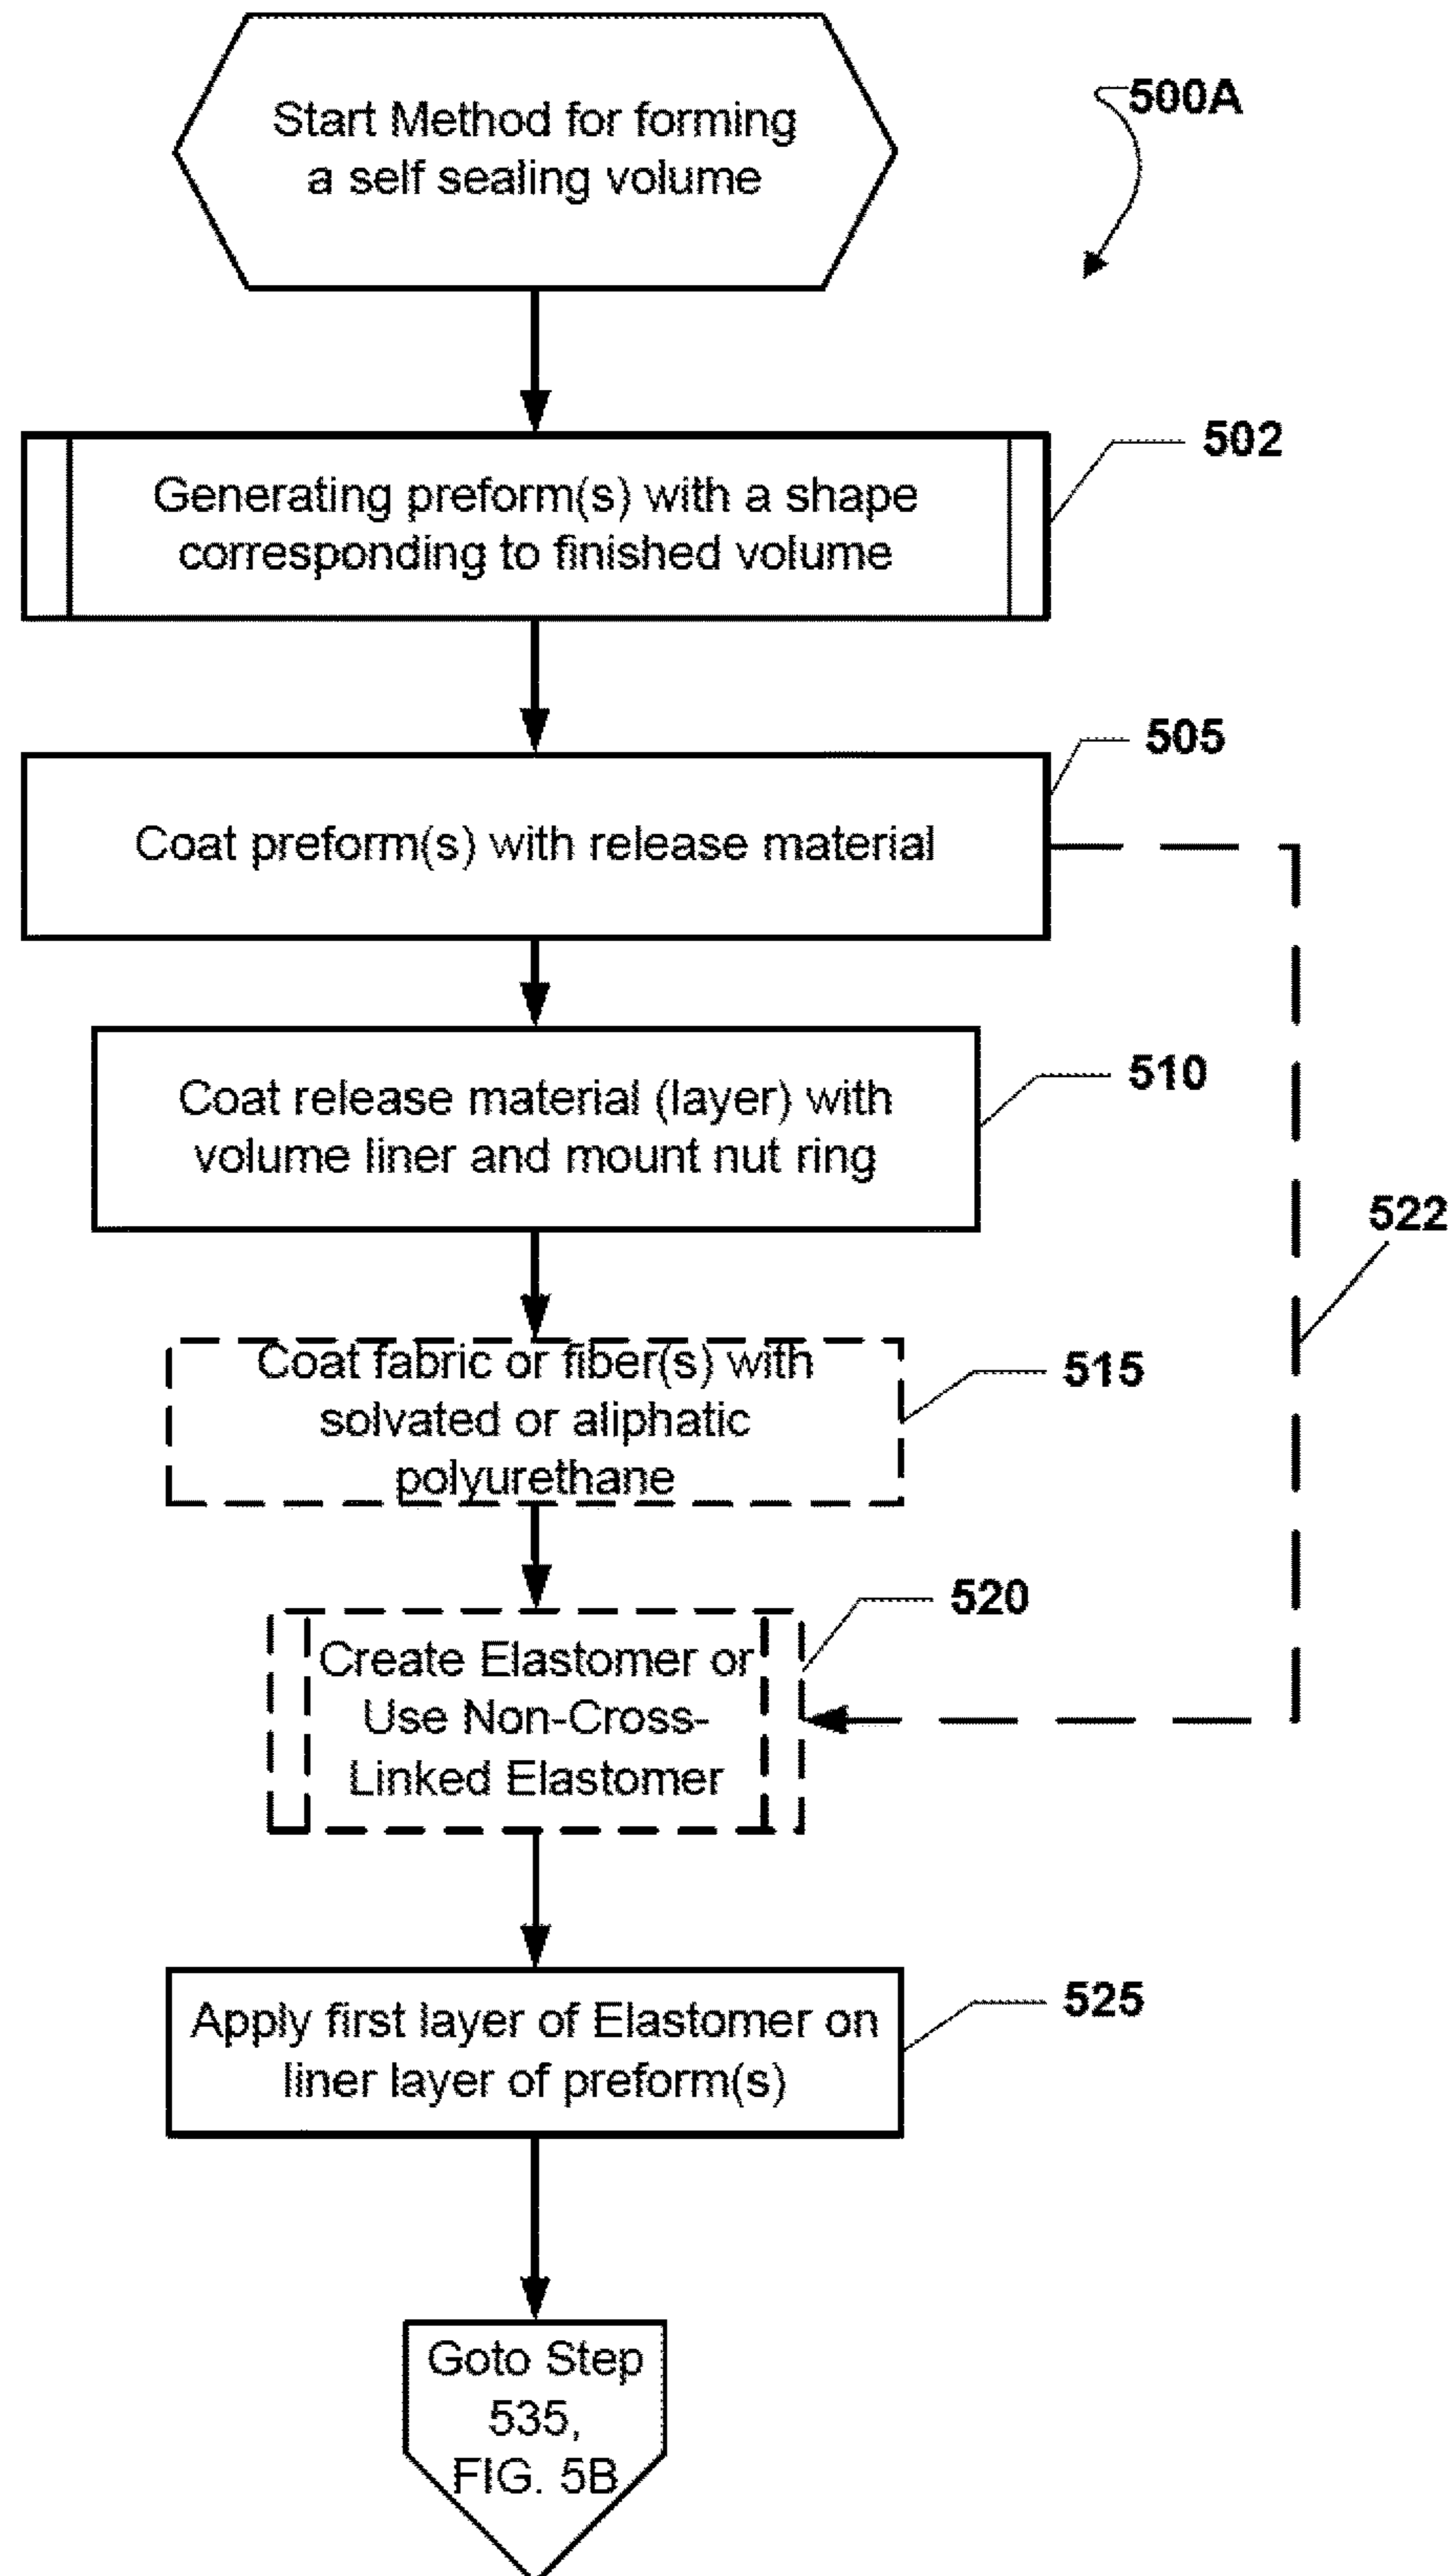 Start Method for forming
a self sealing volume
500A
Generating preform(s) with a shape
corresponding to finished volume
502
Coat preform(s) with release material
505
Coat release material (layer) with
volume liner and mount nut ring
510
522
Coat fabric or fiber(s) with
solvated or aliphatic
polyurethane
515
Create Elastomer or
Use Non-Cross-
Linked Elastomer
520
Apply first layer of Elastomer on
liner layer of preform(s)
525
Goto Step
535,
FIG. 5B